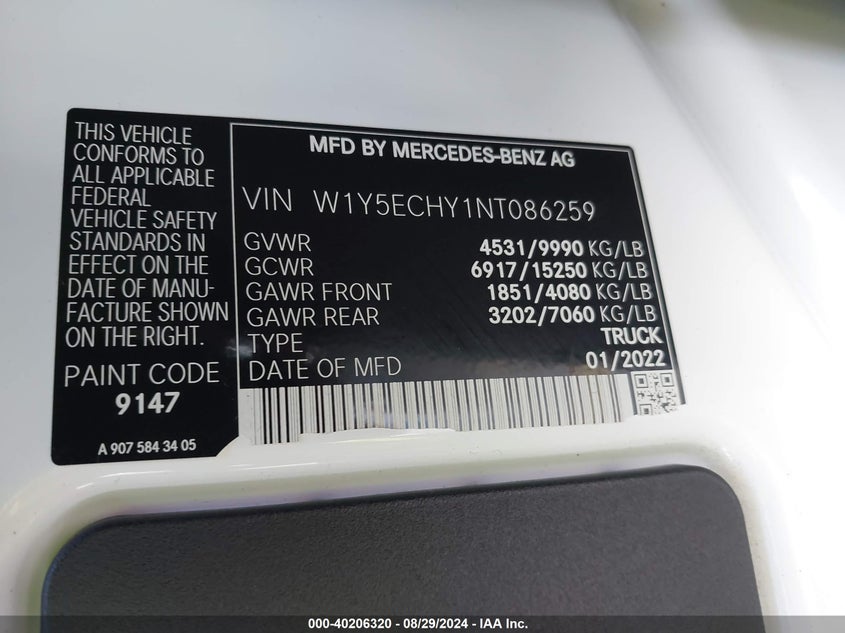 THIS VEHICLE
CONFORMS TO
ALL APPLICABLE
FEDERAL
VEHICLE SAFETY
STANDARDS IN
EFFECT ON THE
DATE OF MANU-
FACTURE SHOWN
ON THE RIGHT.
PAINT CODE
9147
A 907 584 34 05
MFD BY MERCEDES-BENZ AG
VIN W1Y5ECHY1NT086259
GVWR 4531/9990 KG/LB
GCWR 6917/15250 KG/LB
GAWR FRONT 1851/4080 KG/LB
GAWR REAR 3202/7060 KG/LB
TYPE TRUCK
DATE OF MFD 01/2022
000-40206320 - 08/29/2024 - IAA Inc.